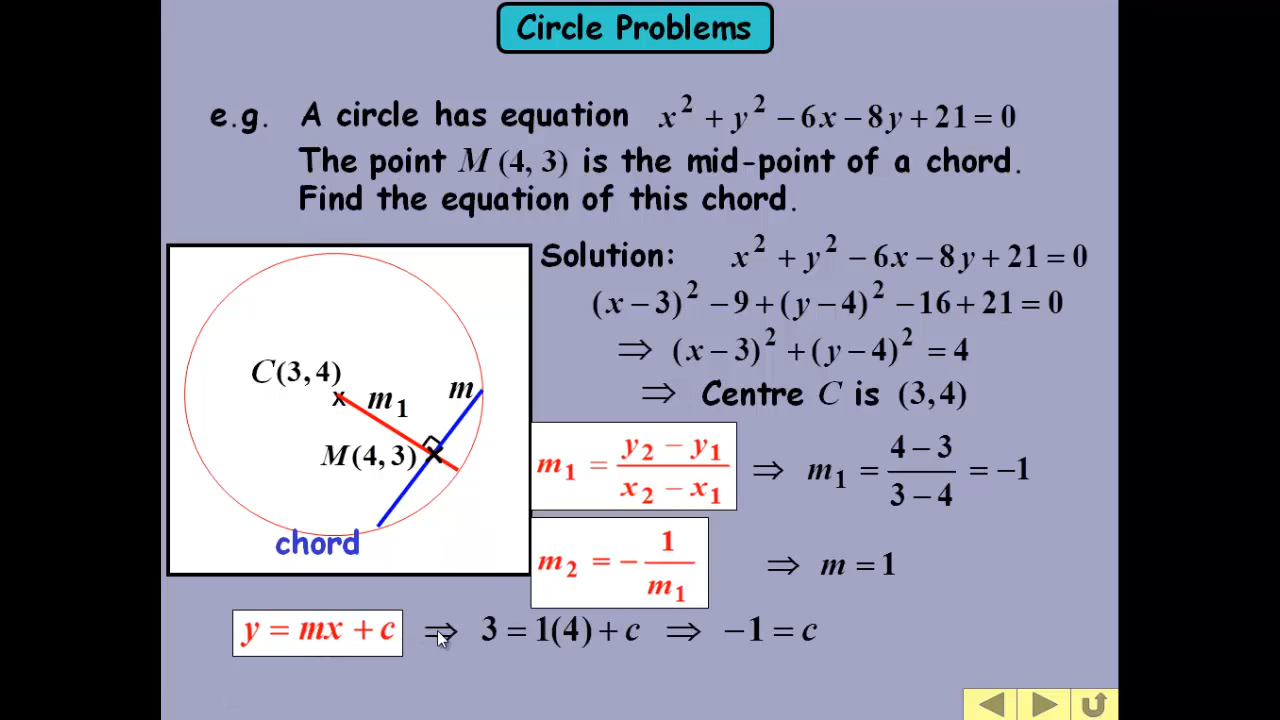 Circle Problems
e.g. A circle has equation x² + y² − 6x − 8y + 21 = 0
The point M (4, 3) is the mid-point of a chord.
Find the equation of this chord.
Solution: x² + y² − 6x − 8y + 21 = 0
(x − 3)² − 9 + (y − 4)² − 16 + 21 = 0
⇒ (x − 3)² + (y − 4)² = 4
⇒ Centre C is (3, 4)
C(3, 4)
x
m₁
m
M(4, 3)
x
chord
m₁ = (y₂ − y₁)/(x₂ − x₁) ⇒ m₁ = (4 − 3)/(3 − 4) = −1
m₂ = − 1/m₁ ⇒ m = 1
y = mx + c ⇒ 3 = 1(4) + c ⇒ −1 = c